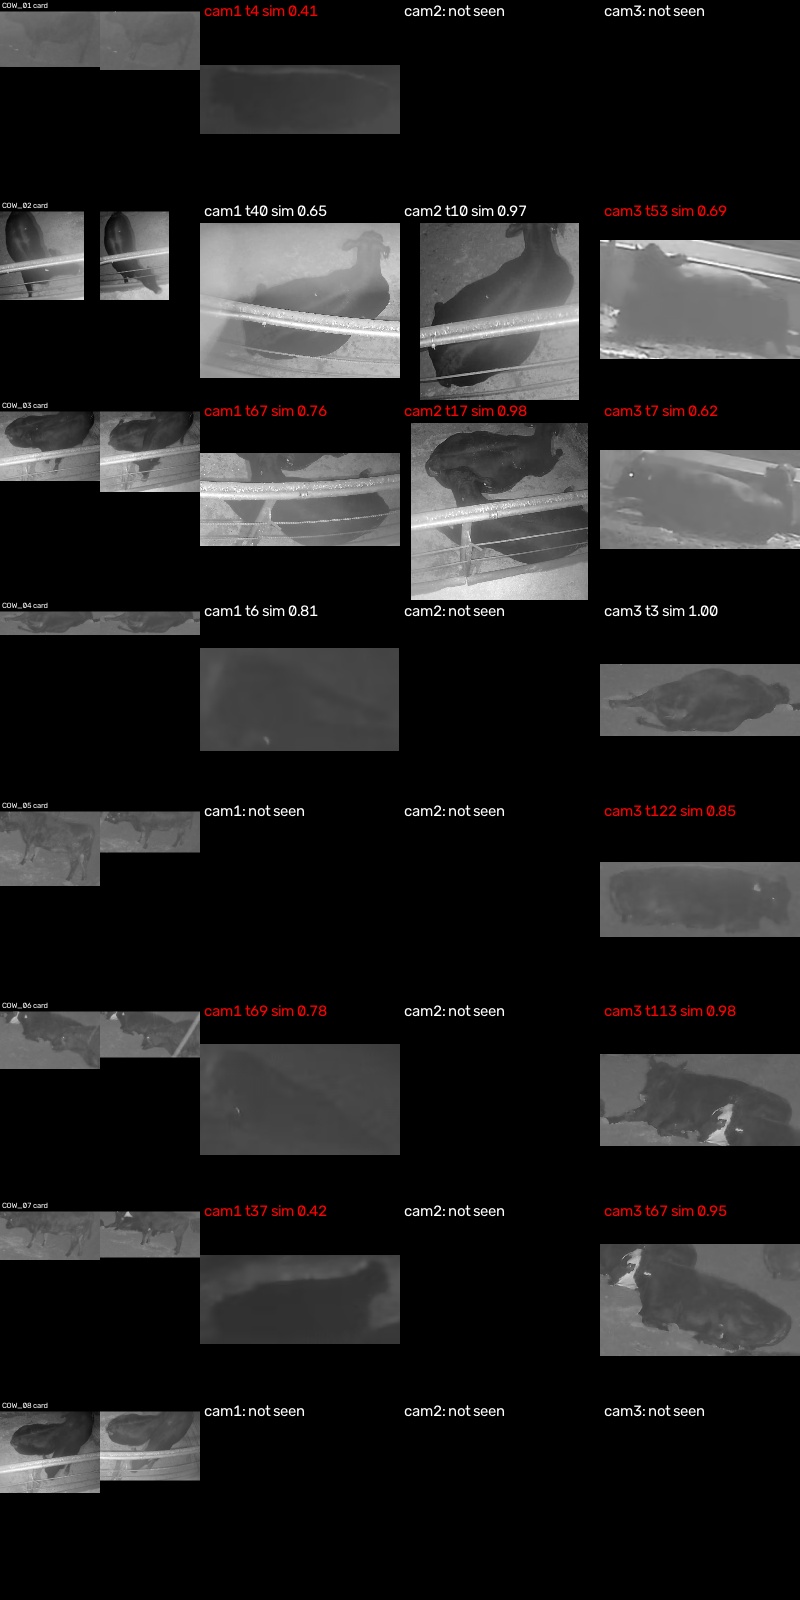 COW_01 card
cam1 t4 sim 0.41
cam2: not seen
cam3: not seen
COW_02 card
cam1 t40 sim 0.65
cam2 t10 sim 0.97
cam3 t53 sim 0.69
COW_03 card
cam1 t67 sim 0.76
cam2 t17 sim 0.98
cam3 t7 sim 0.62
COW_04 card
cam1 t6 sim 0.81
cam2: not seen
cam3 t3 sim 1.00
COW_05 card
cam1: not seen
cam2: not seen
cam3 t122 sim 0.85
COW_06 card
cam1 t69 sim 0.78
cam2: not seen
cam3 t113 sim 0.98
COW_07 card
cam1 t37 sim 0.42
cam2: not seen
cam3 t67 sim 0.95
COW_08 card
cam1: not seen
cam2: not seen
cam3: not seen